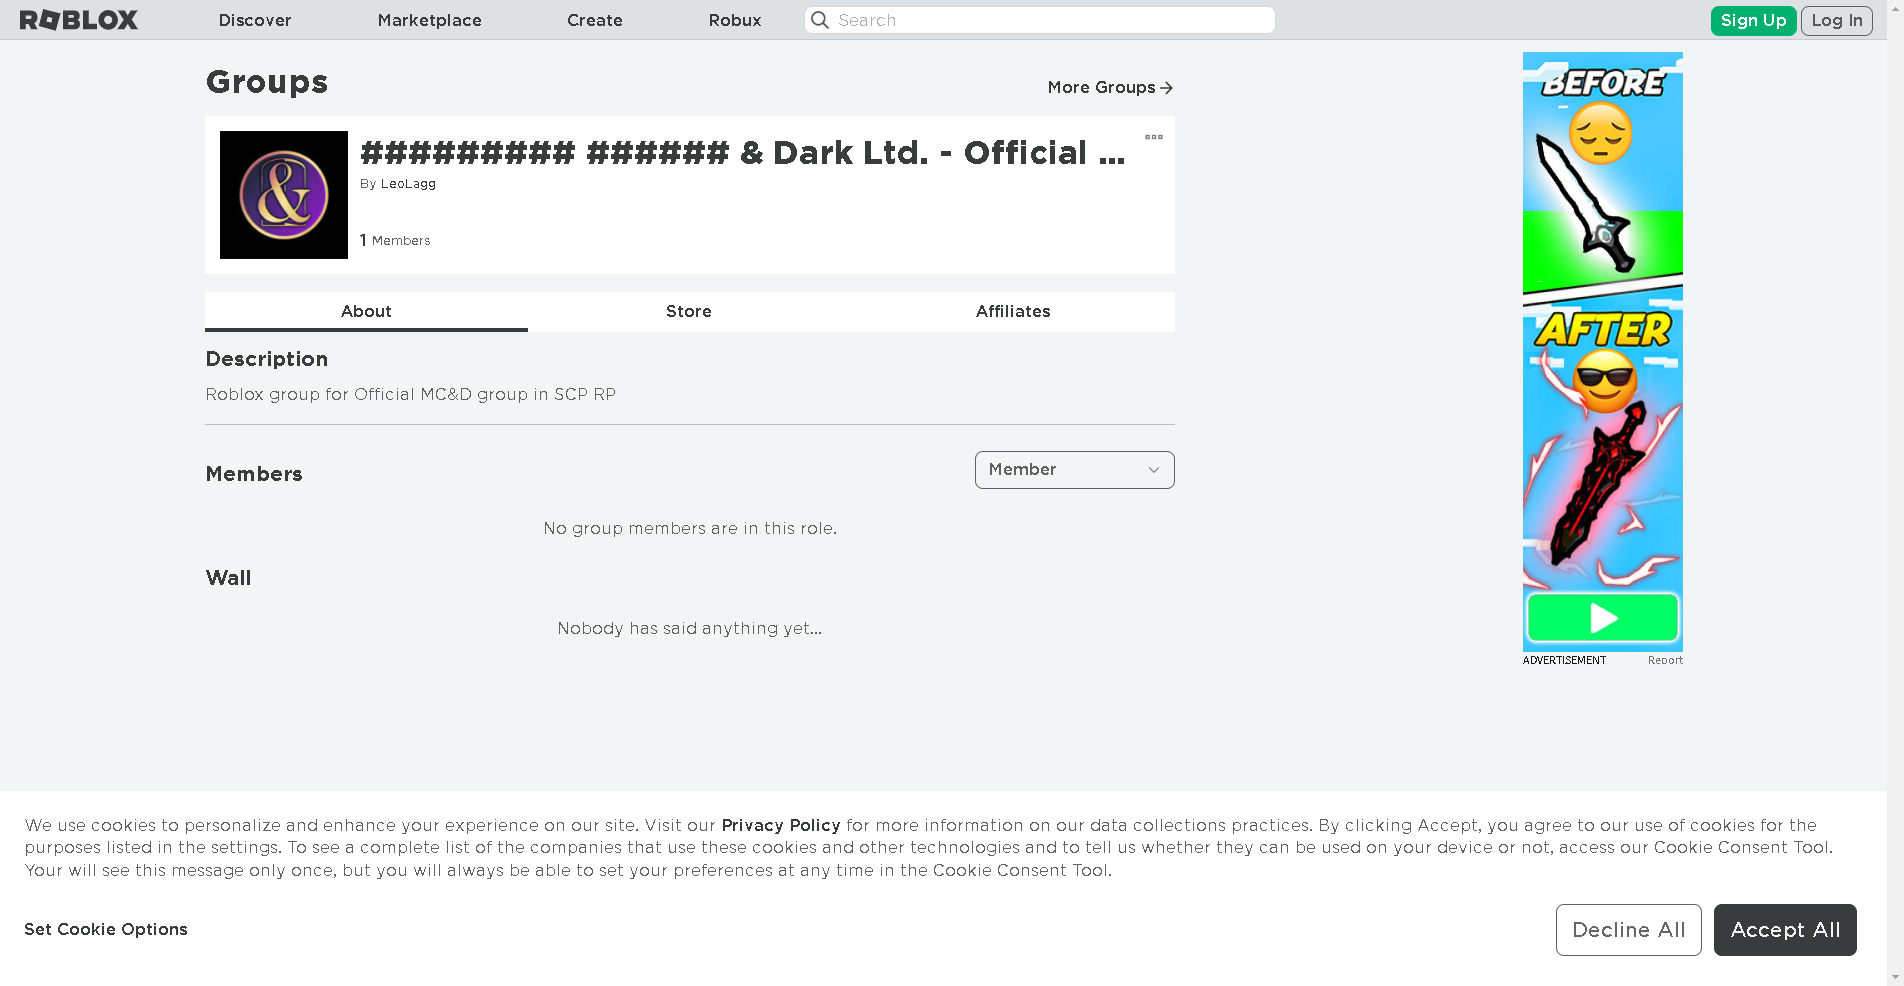 ROBLOX Discover Marketplace Create Robux Search Sign Up Log In
Groups
More Groups
######### ###### & Dark Ltd. - Official ...
By LeoLagg
1 Members
About Store Affiliates
Description
Roblox group for Official MC&D group in SCP RP
Members
Member
No group members are in this role.
Wall
Nobody has said anything yet...
BEFORE
AFTER
ADVERTISEMENT Report
We use cookies to personalize and enhance your experience on our site. Visit our Privacy Policy for more information on our data collections practices. By clicking Accept, you agree to our use of cookies for the
purposes listed in the settings. To see a complete list of the companies that use these cookies and other technologies and to tell us whether they can be used on your device or not, access our Cookie Consent Tool.
Your will see this message only once, but you will always be able to set your preferences at any time in the Cookie Consent Tool.
Set Cookie Options
Decline All
Accept All